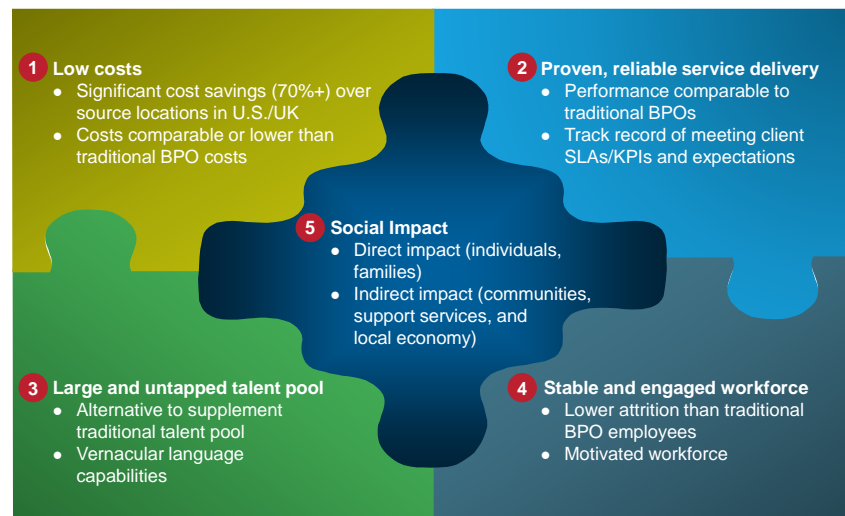 1 Low costs
● Significant cost savings (70%+) over
source locations in U.S./UK
● Costs comparable or lower than
traditional BPO costs
2 Proven, reliable service delivery
● Performance comparable to
traditional BPOs
● Track record of meeting client
SLAs/KPIs and expectations
5 Social Impact
● Direct impact (individuals,
families)
● Indirect impact (communities,
support services, and
local economy)
3 Large and untapped talent pool
● Alternative to supplement
traditional talent pool
● Vernacular language
capabilities
4 Stable and engaged workforce
● Lower attrition than traditional
BPO employees
● Motivated workforce